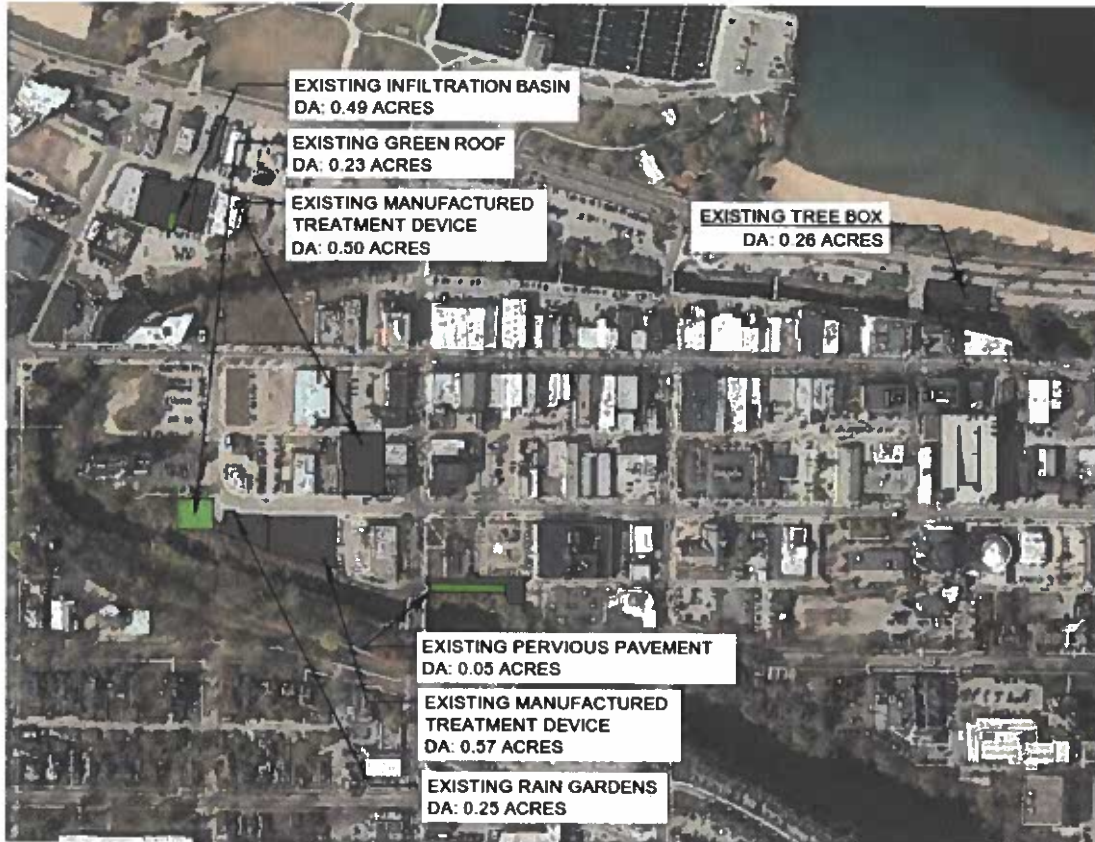 EXISTING INFILTRATION BASIN
DA: 0.49 ACRES
EXISTING GREEN ROOF
DA: 0.23 ACRES
EXISTING MANUFACTURED
TREATMENT DEVICE
DA: 0.50 ACRES
EXISTING TREE BOX
DA: 0.26 ACRES
EXISTING PERVIOUS PAVEMENT
DA: 0.05 ACRES
EXISTING MANUFACTURED
TREATMENT DEVICE
DA: 0.57 ACRES
EXISTING RAIN GARDENS
DA: 0.25 ACRES